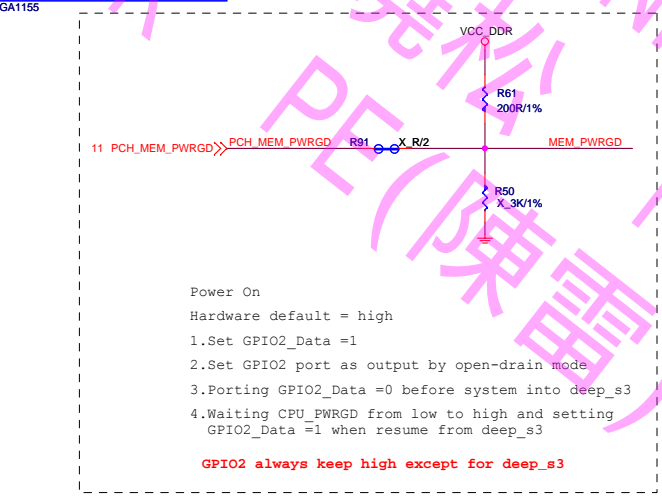 GA1155
VCC_DDR
R61
200R/1%
11 PCH_MEM_PWRGD
PCH_MEM_PWRGD
R91
X_R/2
MEM_PWRGD
R50
X_3K/1%
Power On
Hardware default = high
1.Set GPIO2_Data =1
2.Set GPIO2 port as output by open-drain mode
3.Porting GPIO2_Data =0 before system into deep_s3
4.Waiting CPU_PWRGD from low to high and setting
GPIO2_Data =1 when resume from deep_s3
GPIO2 always keep high except for deep_s3
PE(陳雷)